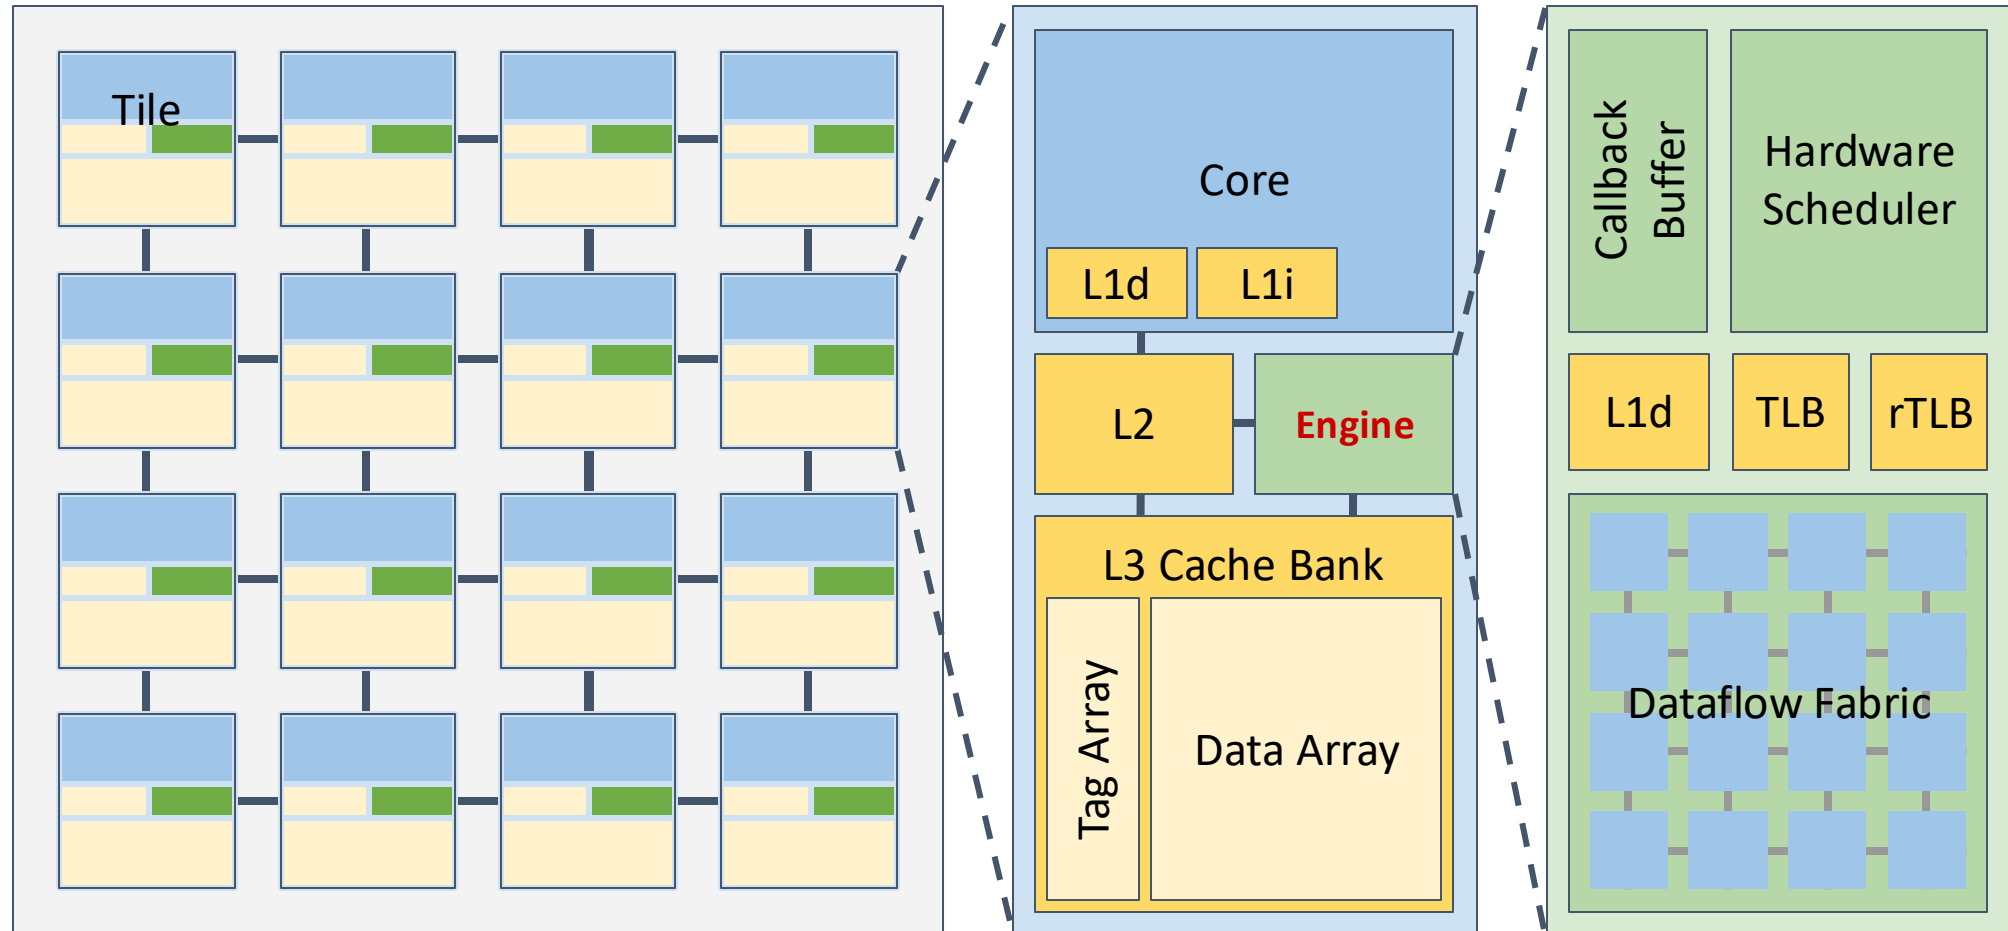 Tile
Core
L1d
L1i
L2
Engine
L3 Cache Bank
Tag Array
Data Array
Callback
Buffer
Hardware
Scheduler
L1d
TLB
rTLB
Dataflow Fabric